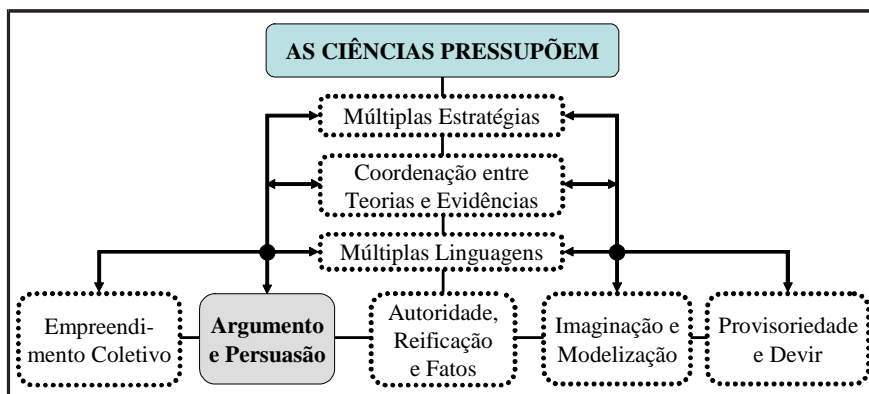 AS CIÊNCIAS PRESSUPÕEM
Múltiplas Estratégias
Coordenação entre
Teorias e Evidências
Múltiplas Linguagens
Empreendi-
mento Coletivo
Argumento
e Persuasão
Autoridade,
Reificação
e Fatos
Imaginação e
Modelização
Provisoriedade
e Devir